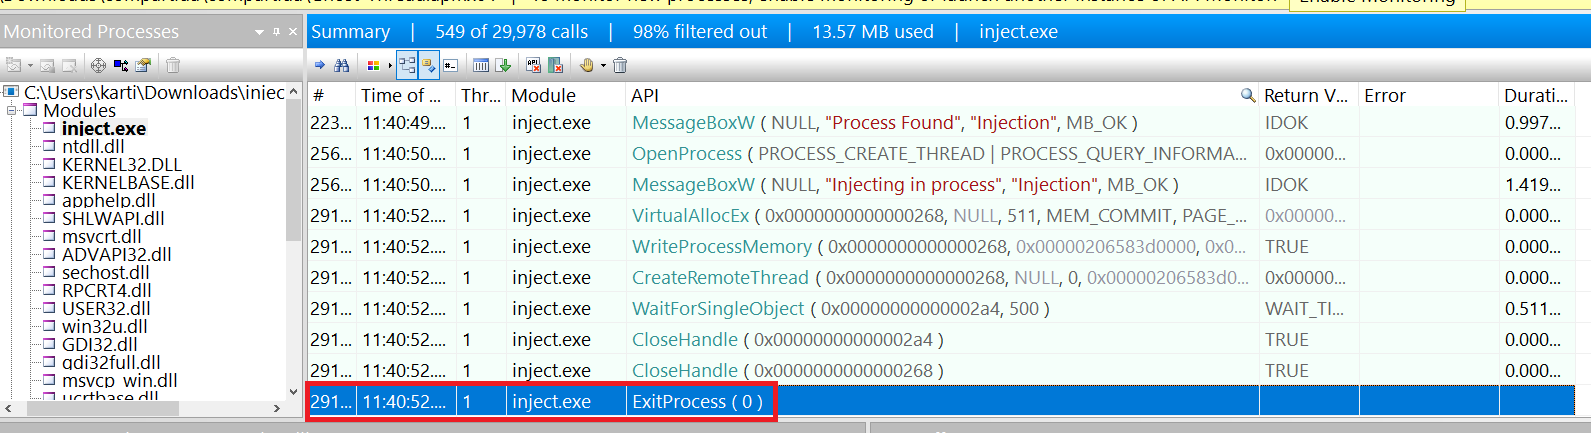 Monitored Processes
Summary | 549 of 29,978 calls | 98% filtered out | 13.57 MB used | inject.exe
C:\Users\karti\Downloads\injec
Modules
inject.exe
ntdll.dll
KERNEL32.DLL
KERNELBASE.dll
apphelp.dll
SHLWAPI.dll
msvcrt.dll
ADVAPI32.dll
sechost.dll
RPCRT4.dll
USER32.dll
win32u.dll
GDI32.dll
gdi32full.dll
msvcp_win.dll
ucrtbase.dll
# Time of ... Thr... Module API Return V... Error Durati...
223... 11:40:49.... 1 inject.exe MessageBoxW ( NULL, "Process Found", "Injection", MB_OK ) IDOK 0.997...
256... 11:40:50.... 1 inject.exe OpenProcess ( PROCESS_CREATE_THREAD | PROCESS_QUERY_INFORMA... 0x00000... 0.000...
256... 11:40:50.... 1 inject.exe MessageBoxW ( NULL, "Injecting in process", "Injection", MB_OK ) IDOK 1.419...
291... 11:40:52.... 1 inject.exe VirtualAllocEx ( 0x0000000000000268, NULL, 511, MEM_COMMIT, PAGE_... 0x00000... 0.000...
291... 11:40:52.... 1 inject.exe WriteProcessMemory ( 0x0000000000000268, 0x00000206583d0000, 0x0... TRUE 0.000...
291... 11:40:52.... 1 inject.exe CreateRemoteThread ( 0x0000000000000268, NULL, 0, 0x00000206583d0... 0x00000... 0.000...
291... 11:40:52.... 1 inject.exe WaitForSingleObject ( 0x00000000000002a4, 500 ) WAIT_TI... 0.511...
291... 11:40:52.... 1 inject.exe CloseHandle ( 0x00000000000002a4 ) TRUE 0.000...
291... 11:40:52.... 1 inject.exe CloseHandle ( 0x0000000000000268 ) TRUE 0.000...
291... 11:40:52.... 1 inject.exe ExitProcess ( 0 )